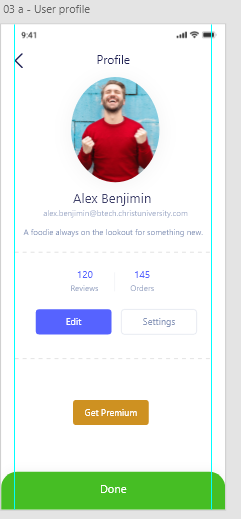 03 a - User profile
9:41
Profile
Alex Benjimin
alex.benjimin@btech.christuniversity.com
A foodie always on the lookout for something new.
120 145
Reviews Orders
Edit Settings
Get Premium
Done